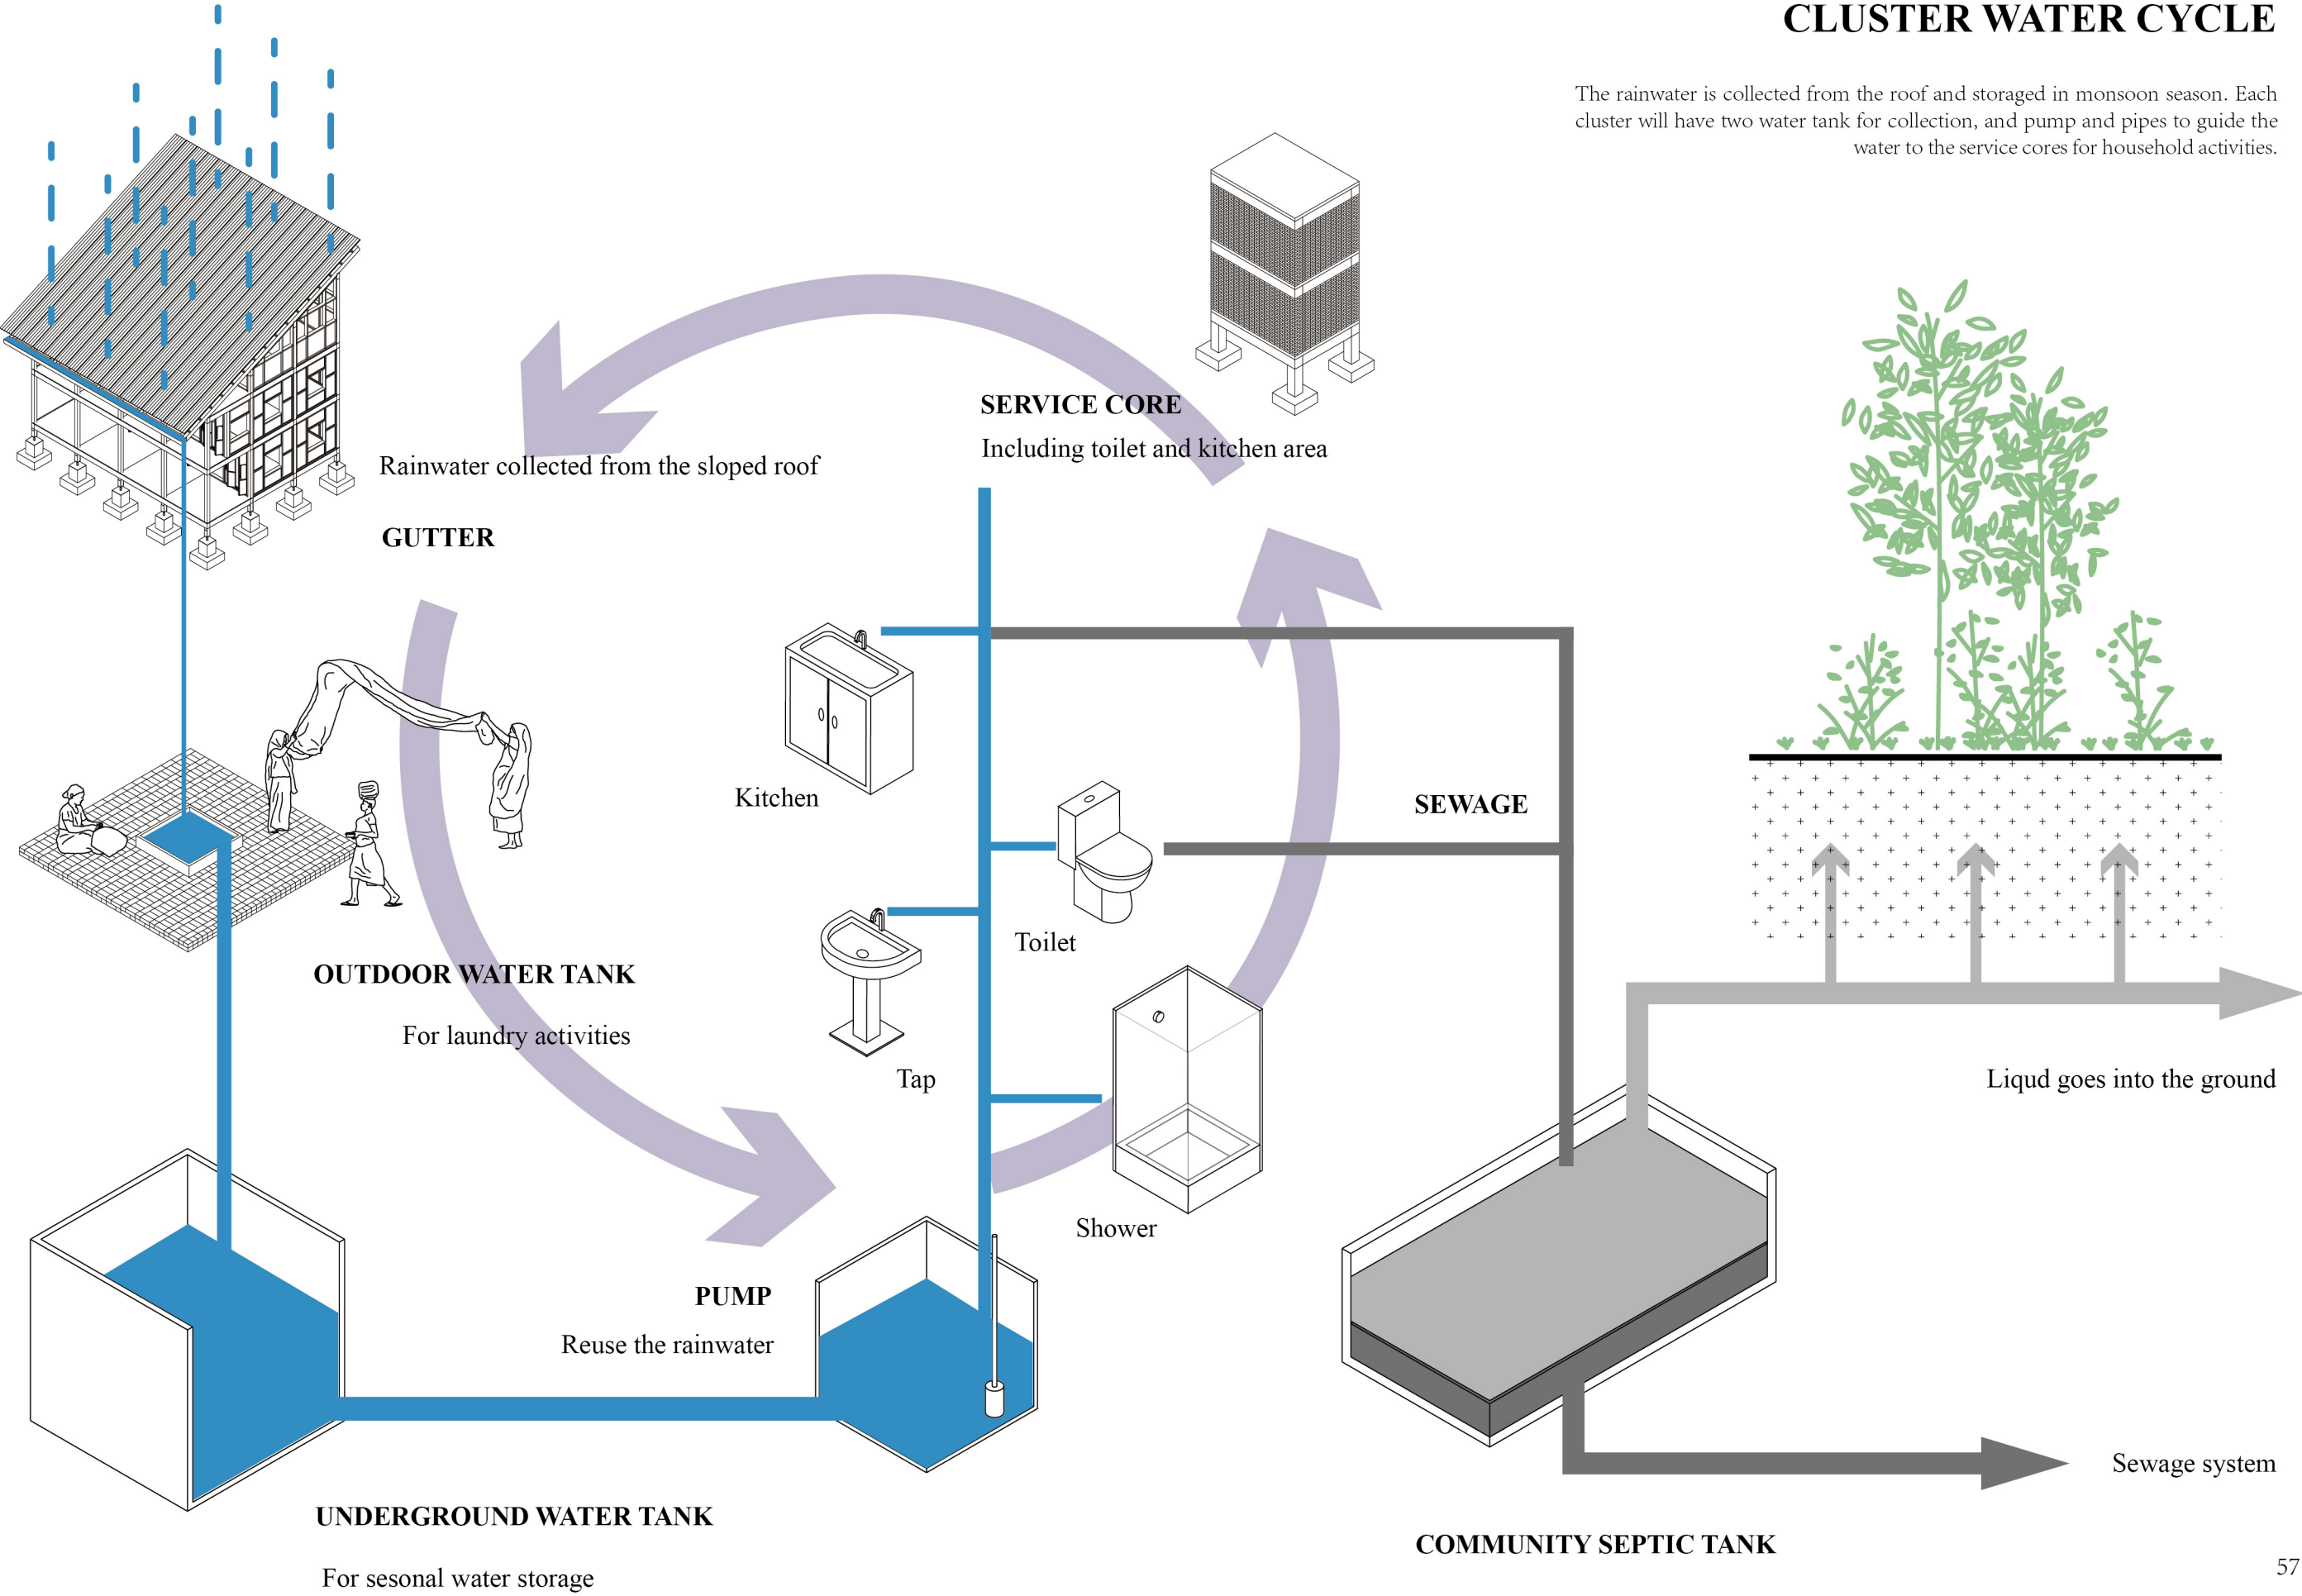 CLUSTER WATER CYCLE
The rainwater is collected from the roof and storaged in monsoon season. Each
cluster will have two water tank for collection, and pump and pipes to guide the
water to the service cores for household activities.
SERVICE CORE
Including toilet and kitchen area
Rainwater collected from the sloped roof
GUTTER
Kitchen
SEWAGE
Toilet
OUTDOOR WATER TANK
For laundry activities
Tap
Liqud goes into the ground
Shower
PUMP
Reuse the rainwater
Sewage system
UNDERGROUND WATER TANK
For sesonal water storage
COMMUNITY SEPTIC TANK
57